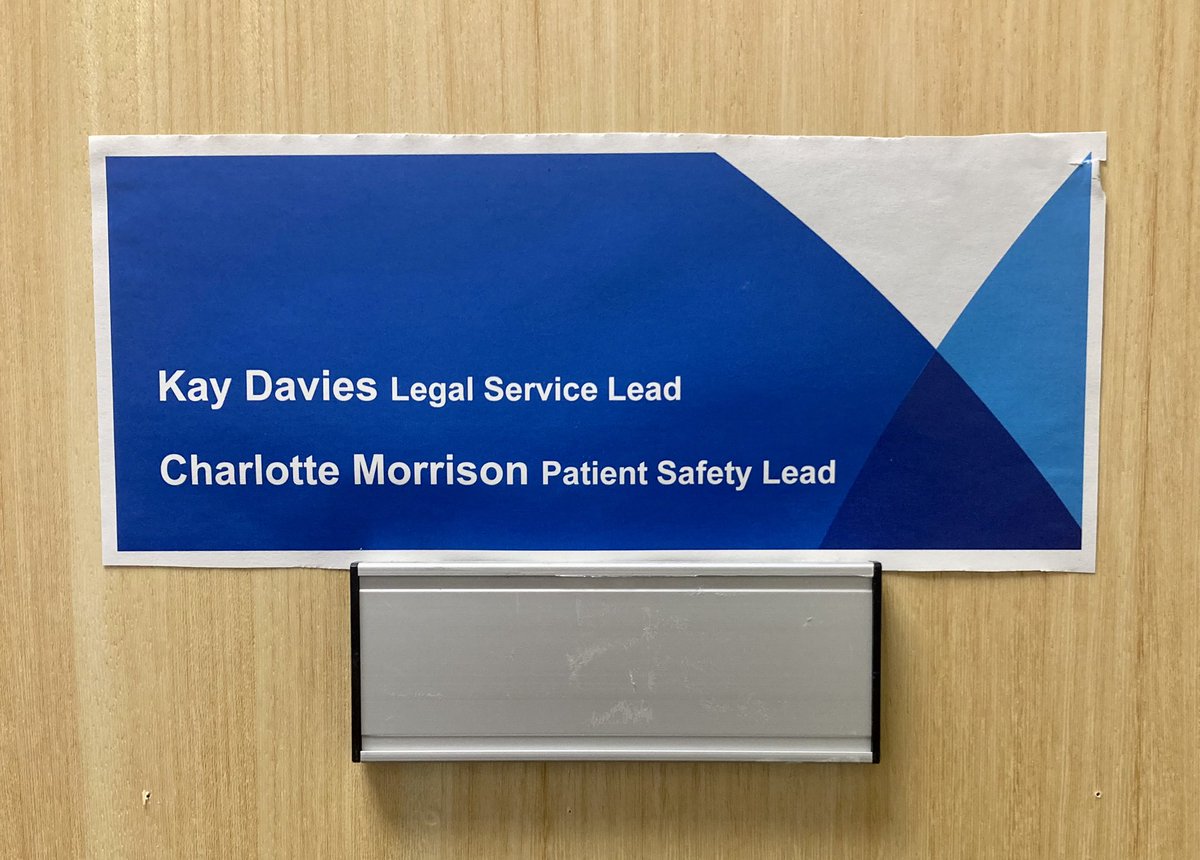 Kay Davies Legal Service Lead
Charlotte Morrison Patient Safety Lead